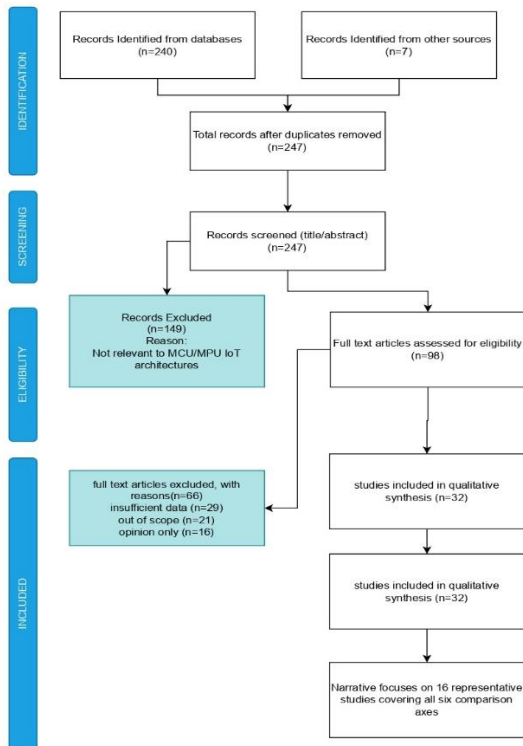 IDENTIFICATION
Records Identified from databases
(n=240)
Records Identified from other sources
(n=7)
Total records after duplicates removed
(n=247)
SCREENING
Records screened (title/abstract)
(n=247)
ELIGIBILITY
Records Excluded
(n=149)
Reason:
Not relevant to MCU/MPU IoT
architectures
Full text articles assessed for eligibility
(n=98)
INCLUDED
full text articles excluded, with
reasons(n=66)
insufficient data (n=29)
out of scope (n=21)
opinion only (n=16)
studies included in qualitative
synthesis (n=32)
studies included in qualitative
synthesis (n=32)
Narrative focuses on 16 representative
studies covering all six comparison
axes